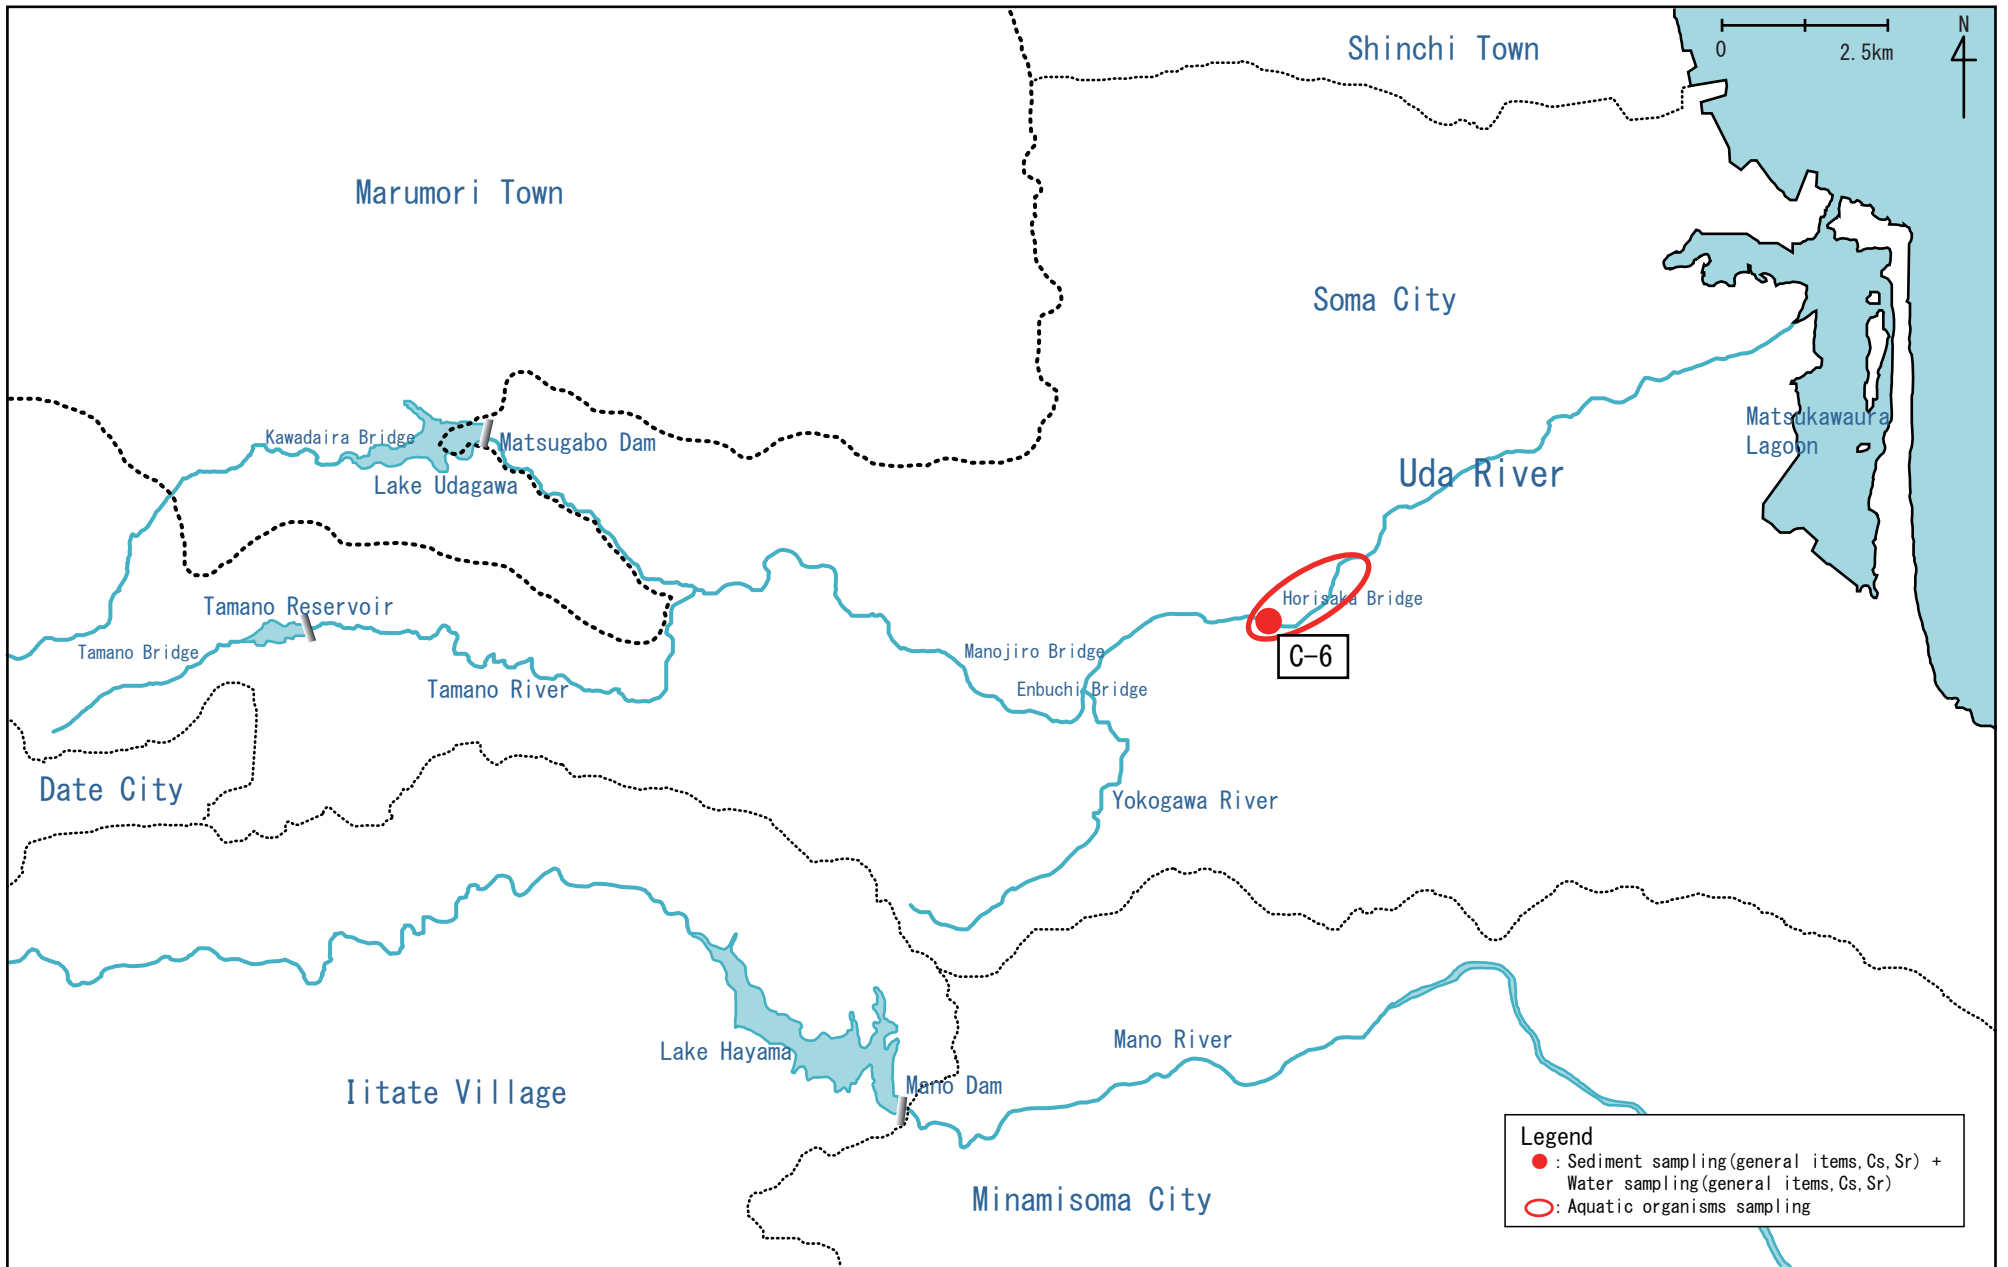 Shinchi Town
N
0
2.5km
Marumori Town
Soma City
Matsukawaura
Lagoon
Kawadaira Bridge
Matsugabo Dam
Uda River
Lake Udagawa
Tamano Reservoir
Horisaka Bridge
Tamano Bridge
Manojiro Bridge
C-6
Tamano River
Enbuchi Bridge
Date City
Yokogawa River
Mano River
Lake Hayama
Iitate Village
Mano Dam
Minamisoma City
Legend
: Sediment sampling(general items,Cs,Sr) +
Water sampling(general items,Cs,Sr)
: Aquatic organisms sampling